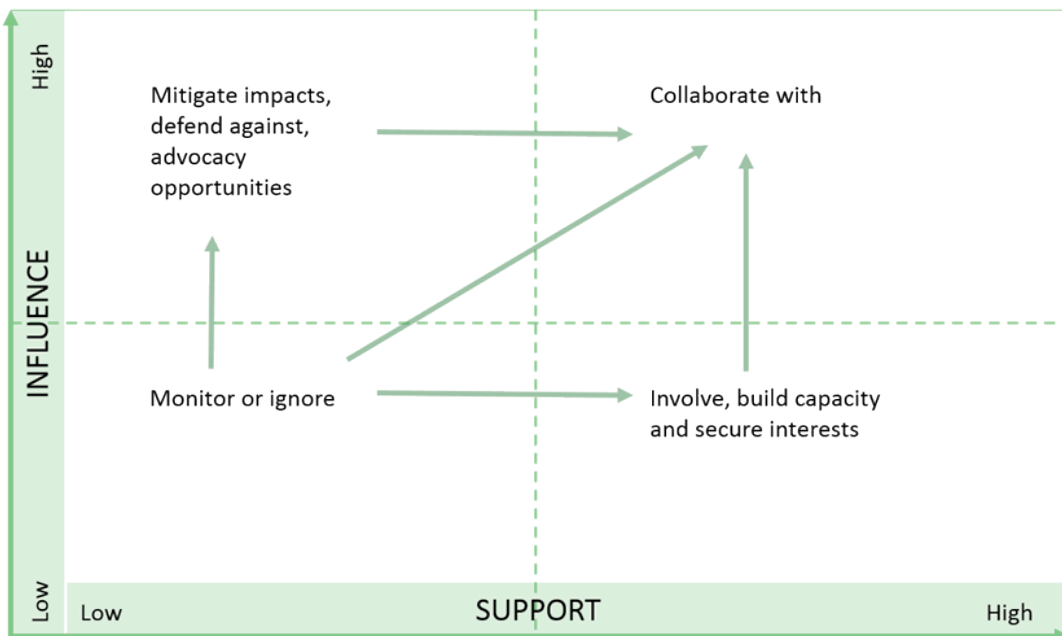 High
Mitigate impacts,
defend against,
advocacy
opportunities
Collaborate with
INFLUENCE
Monitor or ignore
Involve, build capacity
and secure interests
Low
Low
SUPPORT
High